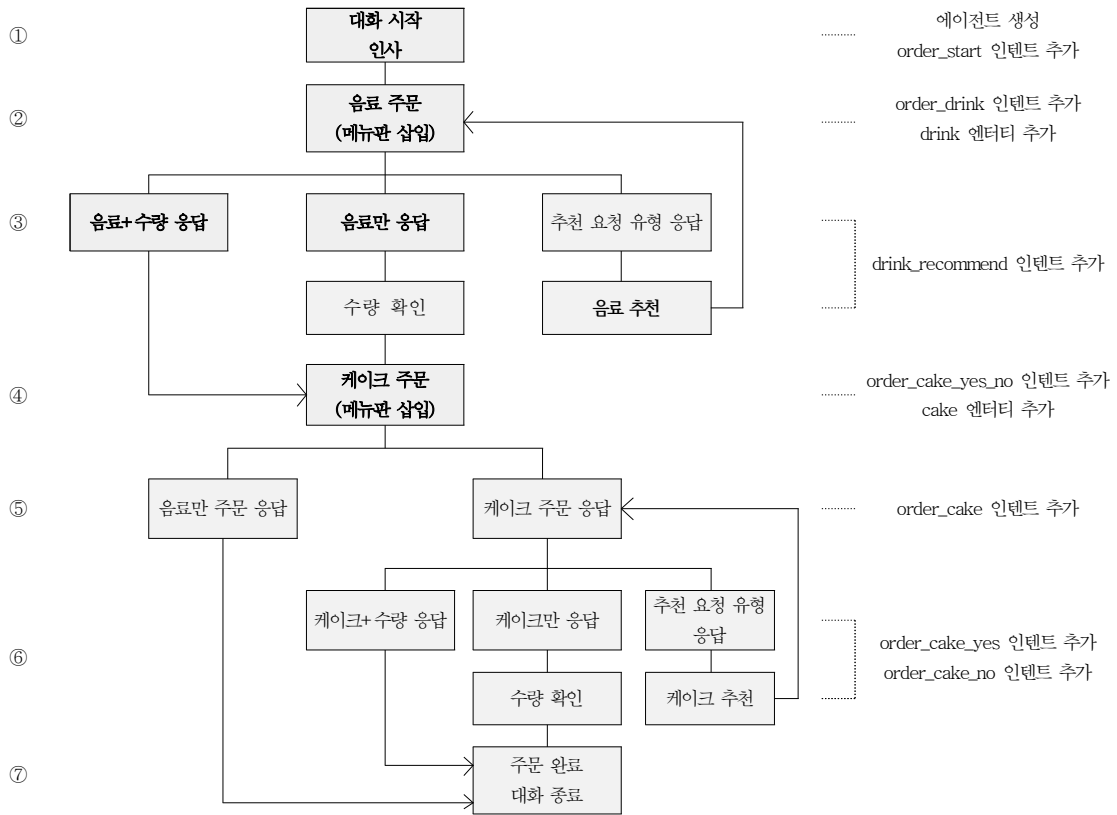 ①
대화 시작
인사
에이전트 생성
order_start 인텐트 추가
②
음료 주문
(메뉴판 삽입)
order_drink 인텐트 추가
drink 엔터티 추가
③
음료+수량 응답
음료만 응답
추천 요청 유형 응답
drink_recommend 인텐트 추가
수량 확인
음료 추천
④
케이크 주문
(메뉴판 삽입)
order_cake_yes_no 인텐트 추가
cake 엔터티 추가
⑤
음료만 주문 응답
케이크 주문 응답
order_cake 인텐트 추가
⑥
케이크+수량 응답
케이크만 응답
추천 요청 유형
응답
order_cake_yes 인텐트 추가
order_cake_no 인텐트 추가
수량 확인
케이크 추천
⑦
주문 완료
대화 종료